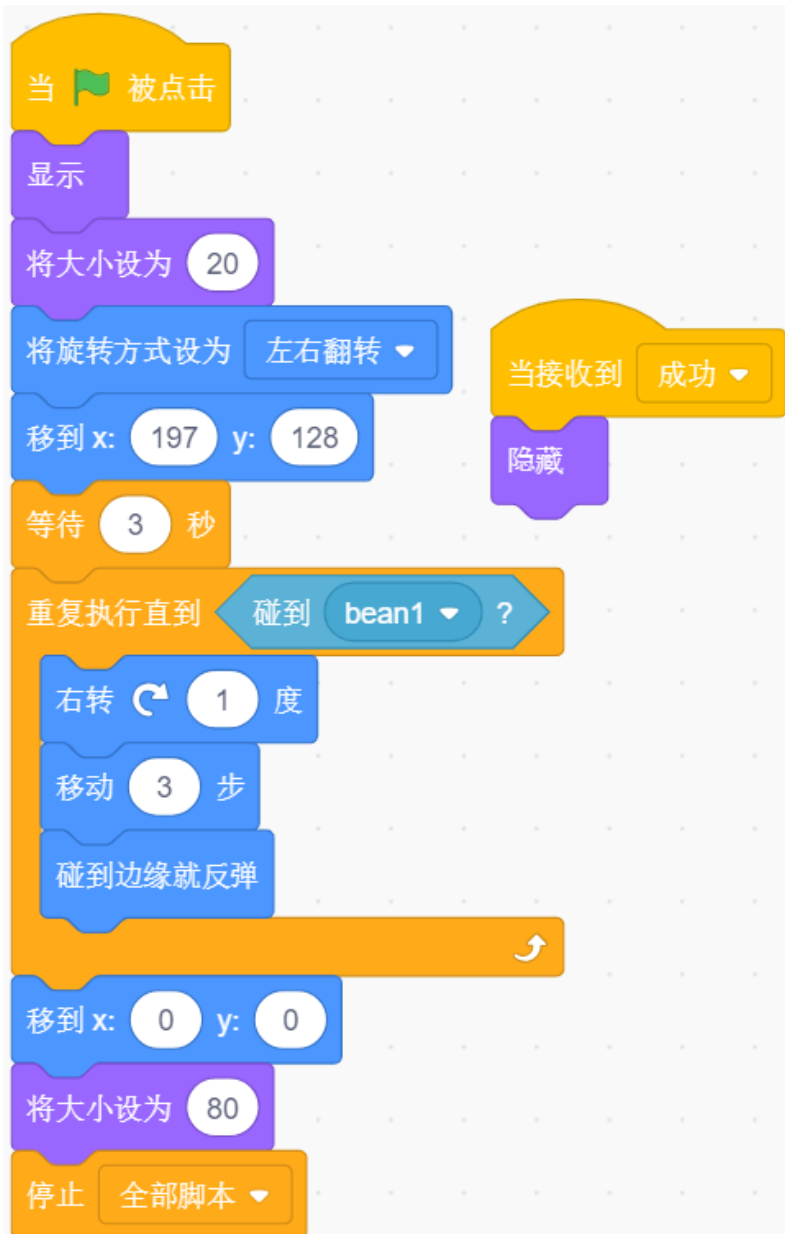 当 被点击
显示
将大小设为 20
将旋转方式设为 左右翻转
移到 x: 197 y: 128
等待 3 秒
重复执行直到 碰到 bean1 ?
右转 1 度
移动 3 步
碰到边缘就反弹
移到 x: 0 y: 0
将大小设为 80
停止 全部脚本
当接收到 成功
隐藏